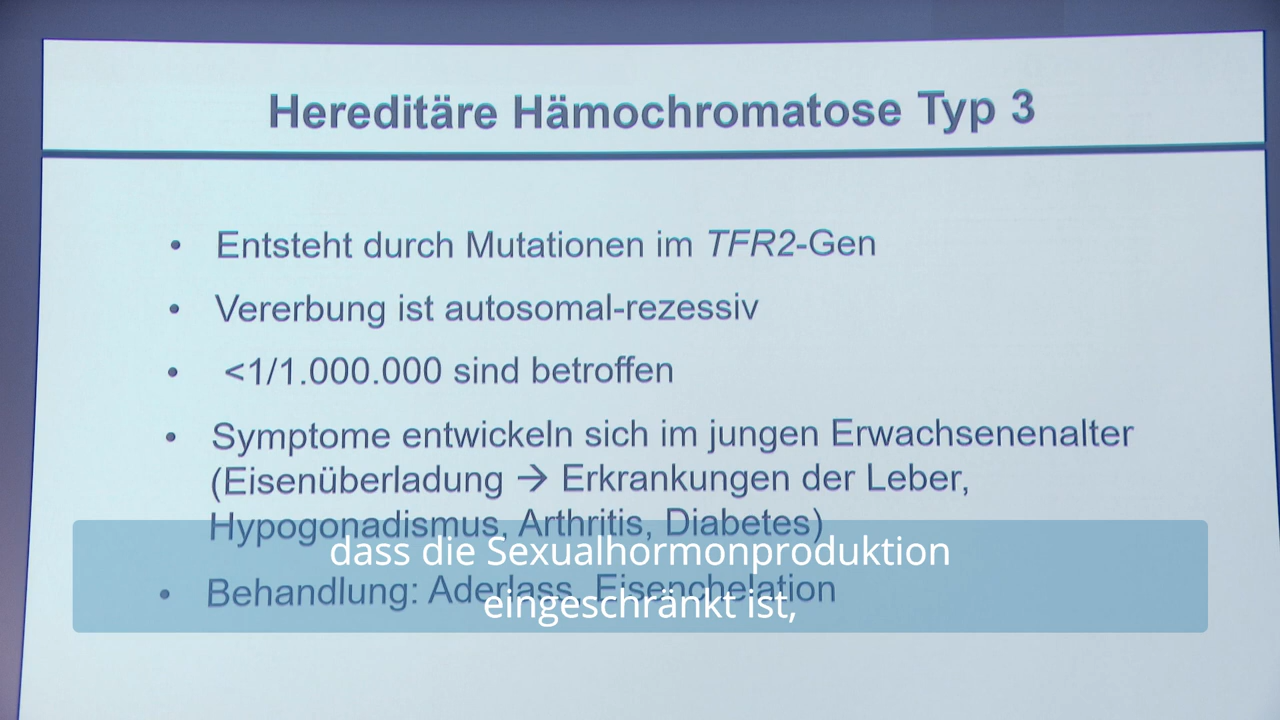 Hereditäre Hämochromatose Typ 3
• Entsteht durch Mutationen im TFR2-Gen
• Vererbung ist autosomal-rezessiv
• <1/1.000.000 sind betroffen
• Symptome entwickeln sich im jungen Erwachsenenalter
(Eisenüberladung → Erkrankungen der Leber,
Hypogonadismus, Arthritis, Diabetes)
dass die Sexualhormonproduktion
• Behandlung: Aderlass, Eisenchelation
eingeschränkt ist,